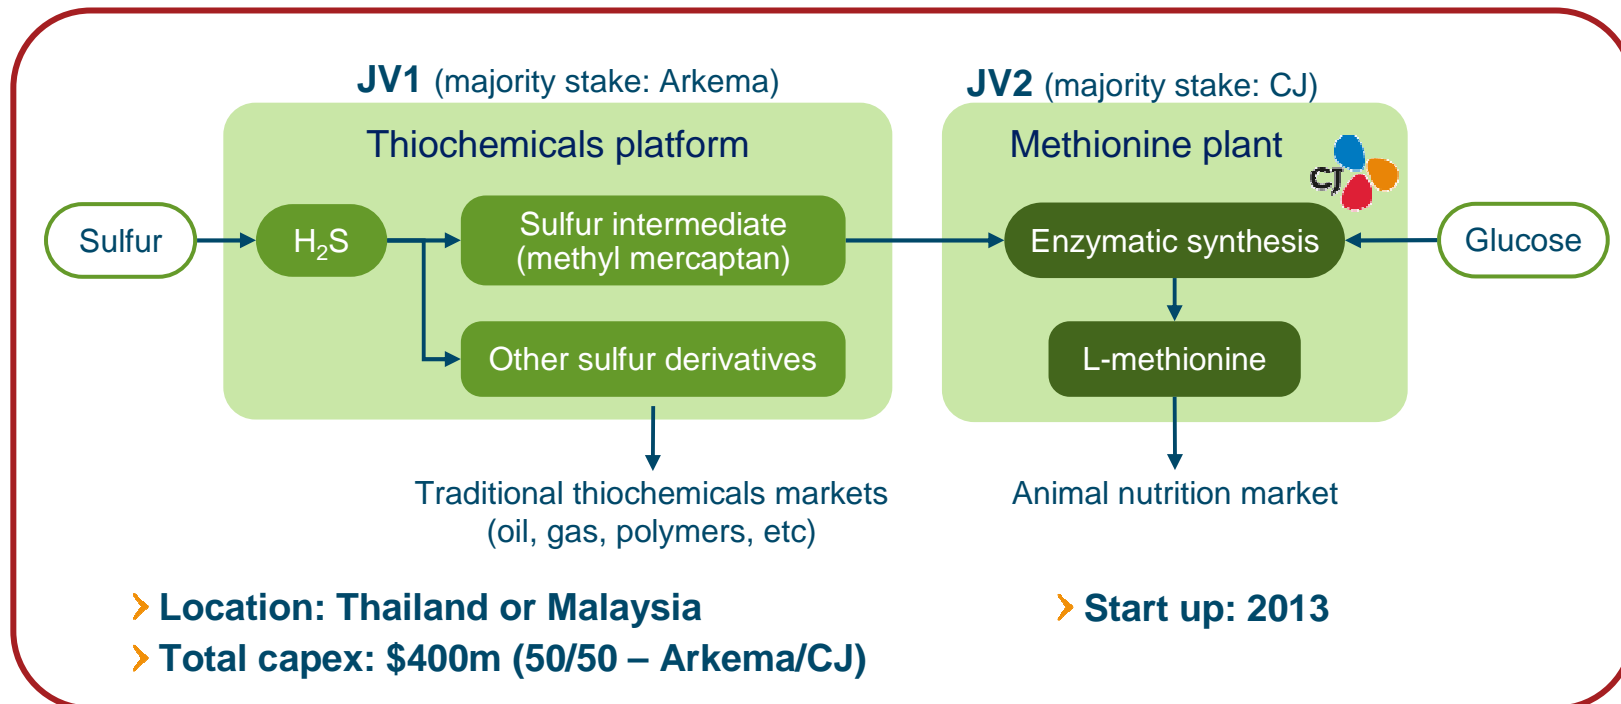 JV1 (majority stake: Arkema)
JV2 (majority stake: CJ)
Thiochemicals platform
Methionine plant
CJ
Sulfur
H₂S
Sulfur intermediate
(methyl mercaptan)
Enzymatic synthesis
Glucose
Other sulfur derivatives
L-methionine
Traditional thiochemicals markets
(oil, gas, polymers, etc)
Animal nutrition market
Location: Thailand or Malaysia
Start up: 2013
Total capex: $400m (50/50 – Arkema/CJ)